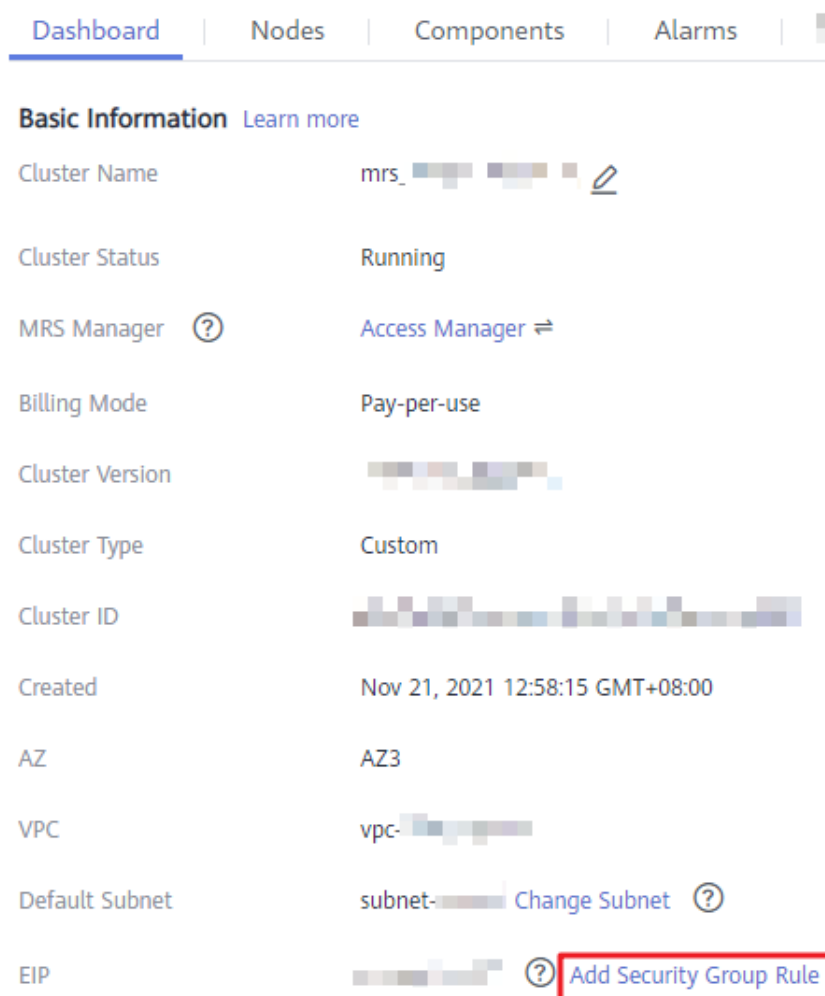 Dashboard Nodes Components Alarms
Basic Information Learn more
Cluster Name mrs_
Cluster Status Running
MRS Manager ? Access Manager ⇌
Billing Mode Pay-per-use
Cluster Version
Cluster Type Custom
Cluster ID
Created Nov 21, 2021 12:58:15 GMT+08:00
AZ AZ3
VPC vpc-
Default Subnet subnet- Change Subnet ?
EIP ? Add Security Group Rule